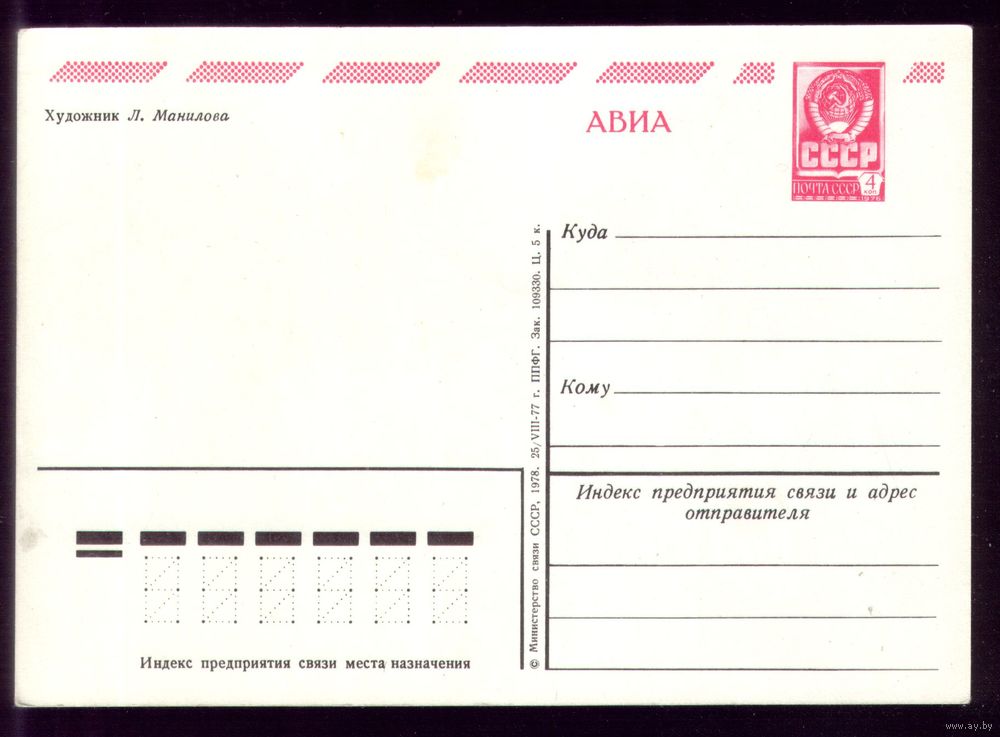 Художник Л. Манилова
АВИА
СССР
ПОЧТА СССР
4
КОП
1976
Куда
Кому
© Министерство связи СССР, 1978. 25/VIII-77 г. ППФГ. Зак. 109330. Ц. 5 к.
Индекс предприятия связи и адрес
отправителя
Индекс предприятия связи места назначения
www.ay.by